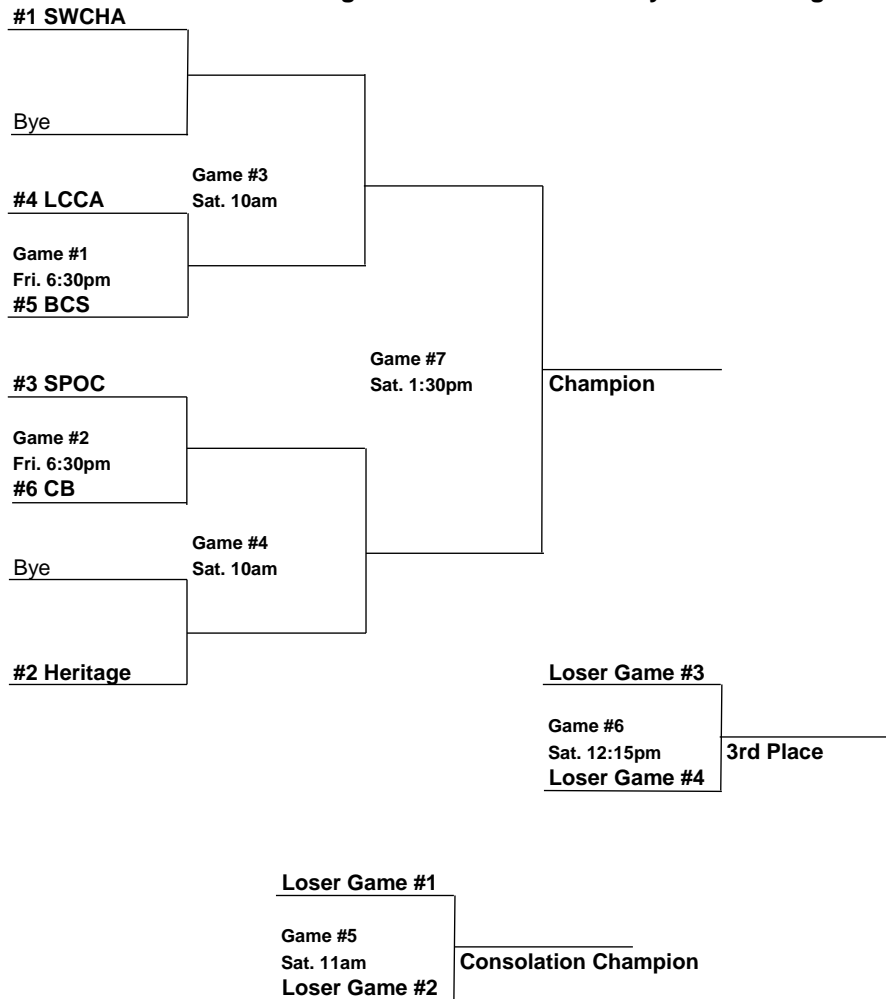 #1 SWCHA
Bye
Game #3
Sat. 10am
#4 LCCA
Game #1
Fri. 6:30pm
#5 BCS
Game #7
Sat. 1:30pm
Champion
#3 SPOC
Game #2
Fri. 6:30pm
#6 CB
Game #4
Sat. 10am
Bye
#2 Heritage
Loser Game #3
Game #6
Sat. 12:15pm
3rd Place
Loser Game #4
Loser Game #1
Game #5
Sat. 11am
Consolation Champion
Loser Game #2